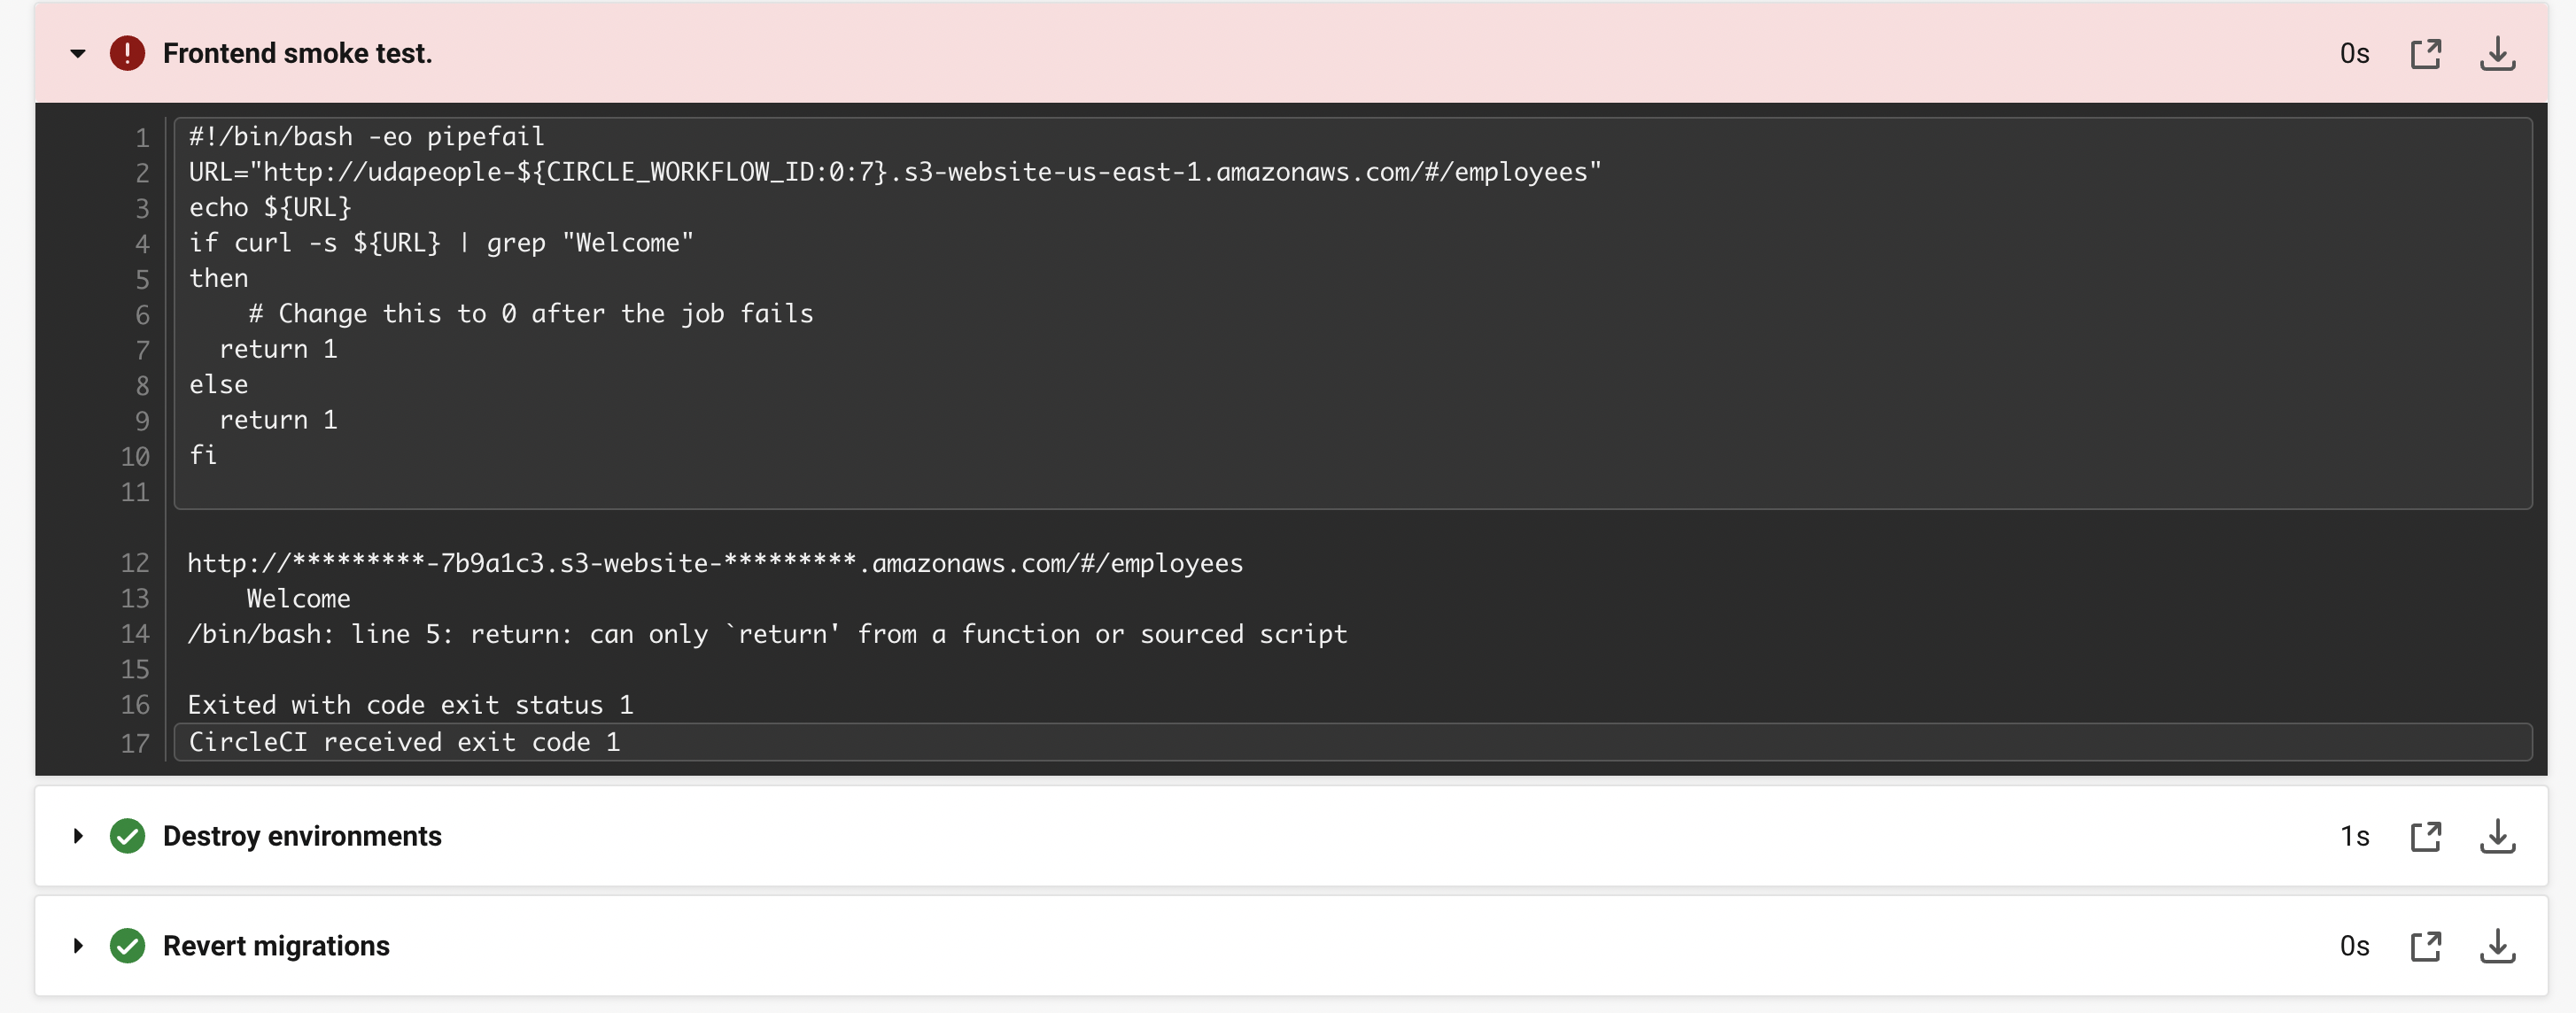 Frontend smoke test. 0s
1 #!/bin/bash -eo pipefail
2 URL="http://udapeople-${CIRCLE_WORKFLOW_ID:0:7}.s3-website-us-east-1.amazonaws.com/#/employees"
3 echo ${URL}
4 if curl -s ${URL} | grep "Welcome"
5 then
6     # Change this to 0 after the job fails
7   return 1
8 else
9   return 1
10 fi
11
12 http://*********-7b9a1c3.s3-website-*********.amazonaws.com/#/employees
13     Welcome
14 /bin/bash: line 5: return: can only `return' from a function or sourced script
15
16 Exited with code exit status 1
17 CircleCI received exit code 1
Destroy environments 1s
Revert migrations 0s